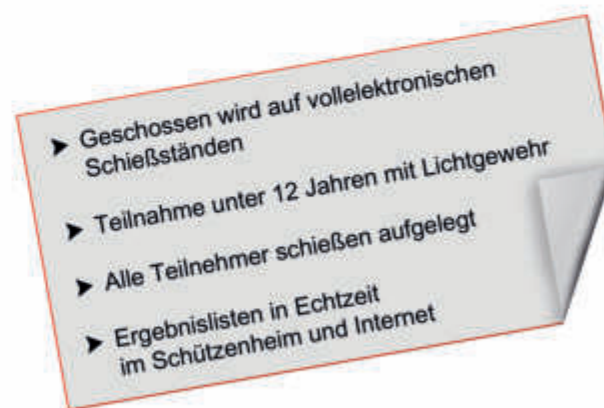 ➤ Geschossen wird auf vollelektronischen
Schießständen
➤ Teilnahme unter 12 Jahren mit Lichtgewehr
➤ Alle Teilnehmer schießen aufgelegt
➤ Ergebnislisten in Echtzeit
im Schützenheim und Internet